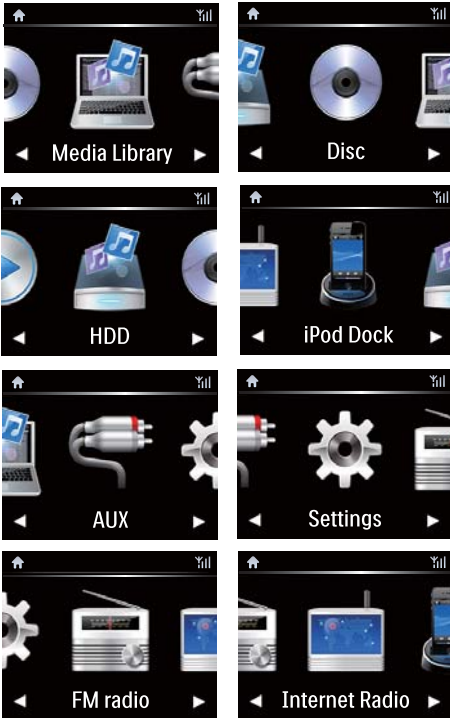 Media Library
Disc
HDD
iPod Dock
AUX
Settings
FM radio
Internet Radio